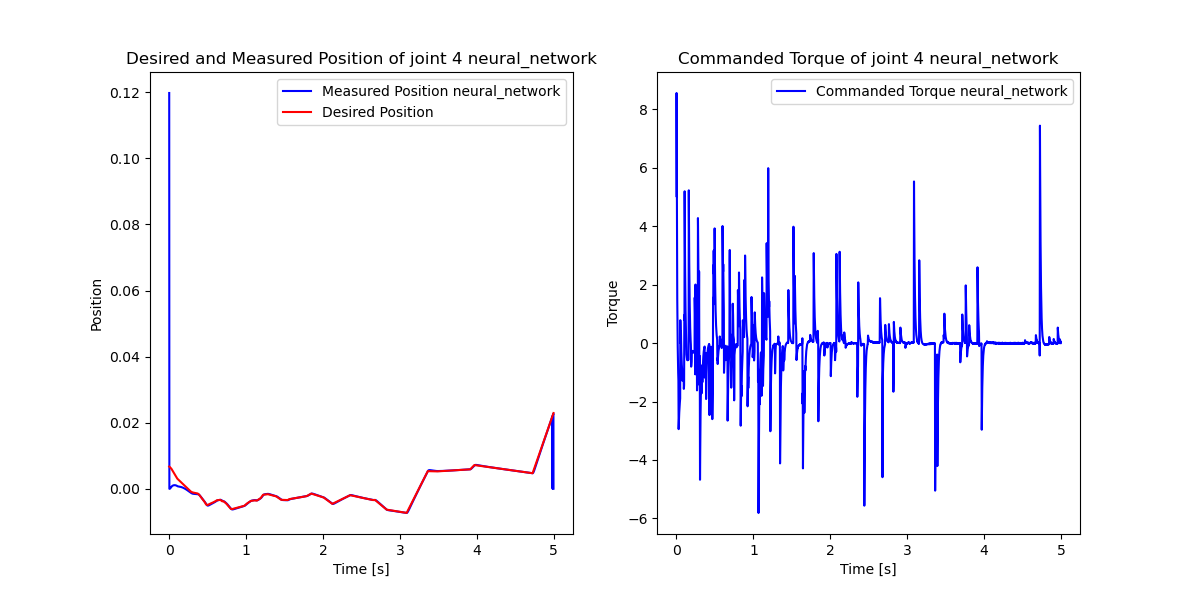 Desired and Measured Position of joint 4 neural_network
Measured Position neural_network
Desired Position
0.12
0.10
0.08
0.06
0.04
0.02
0.00
Position
0 1 2 3 4 5
Time [s]
Commanded Torque of joint 4 neural_network
Commanded Torque neural_network
8
6
4
2
0
−2
−4
−6
Torque
0 1 2 3 4 5
Time [s]